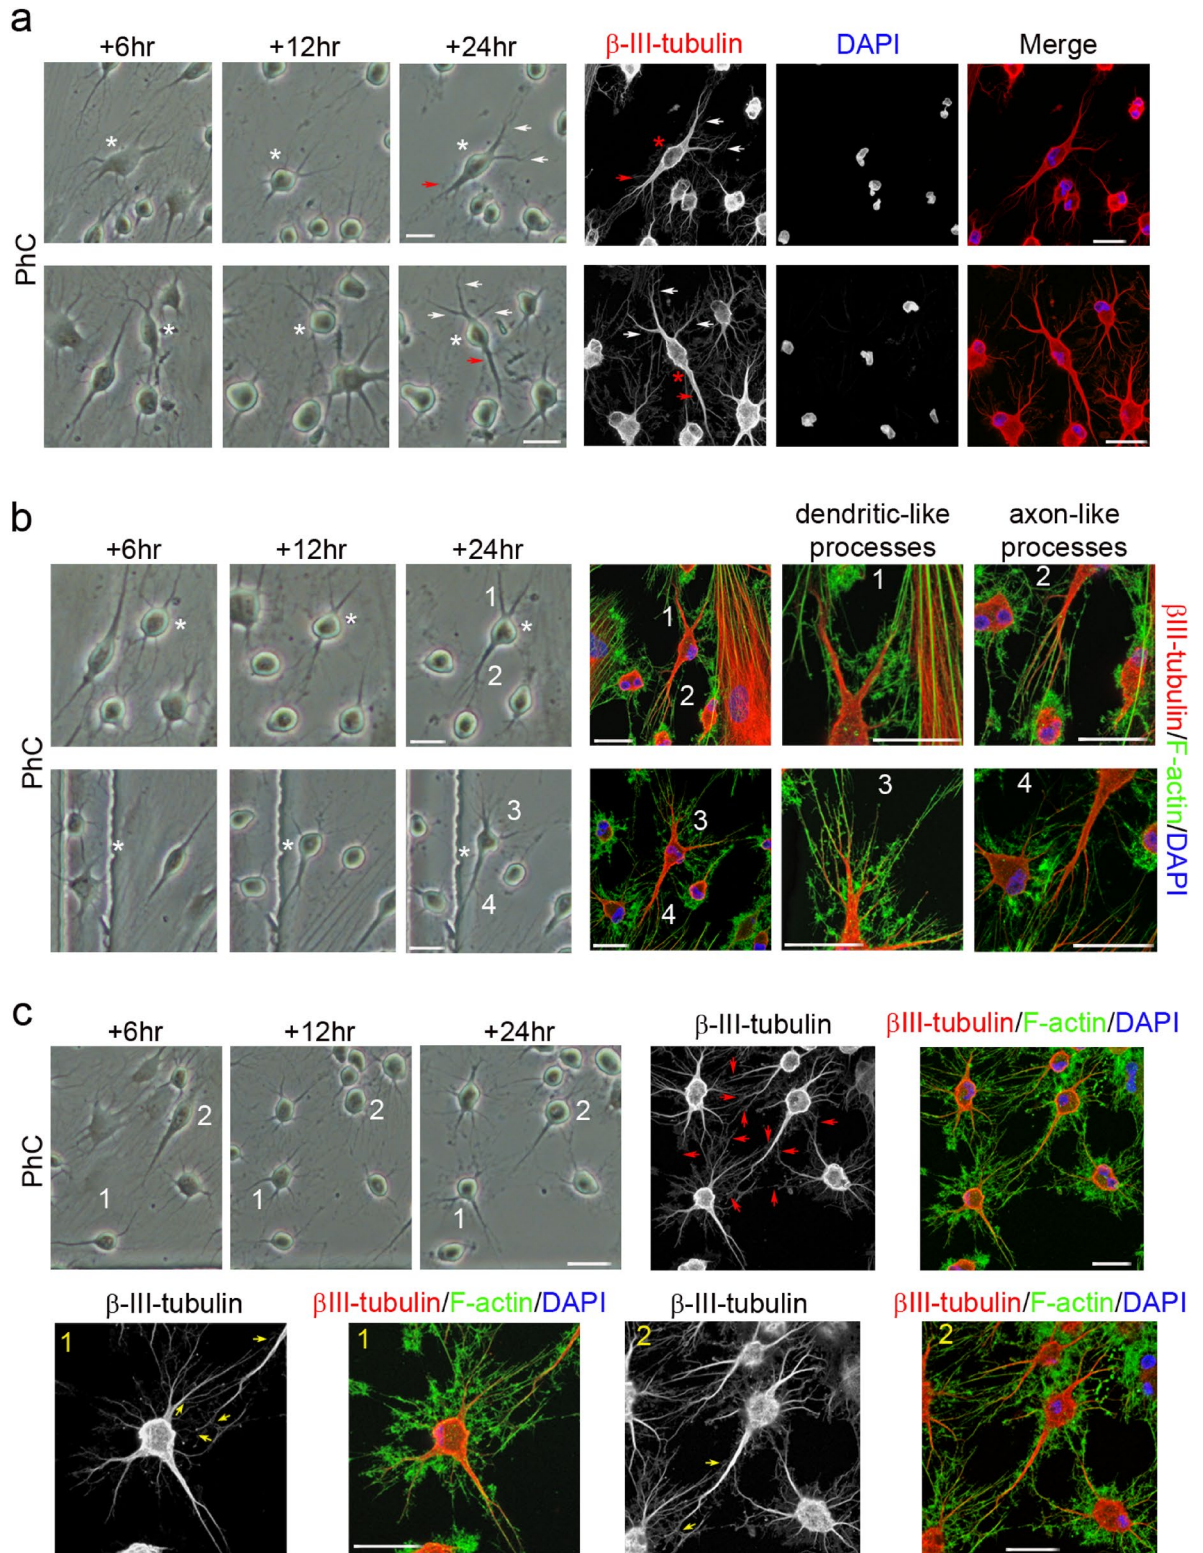 a
+6hr +12hr +24hr β-III-tubulin DAPI Merge
* * * *
PhC
* * * *
b
dendritic-like processes
axon-like processes
+6hr +12hr +24hr
* * 1 * 2 1 2 1 2
PhC
* * * 3 4 3 4 3 4
βIII-tubulin/F-actin/DAPI
c
+6hr +12hr +24hr β-III-tubulin βIII-tubulin/F-actin/DAPI
PhC
2 2 2
1 1 1
β-III-tubulin βIII-tubulin/F-actin/DAPI β-III-tubulin βIII-tubulin/F-actin/DAPI
1 1 2 2